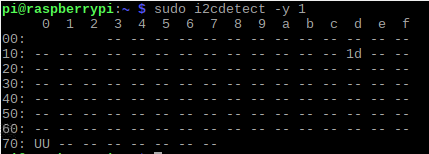 pi@raspberrypi:~ $ sudo i2cdetect -y 1
     0  1  2  3  4  5  6  7  8  9  a  b  c  d  e  f
00:          -- -- -- -- -- -- -- -- -- -- -- -- --
10: -- -- -- -- -- -- -- -- -- -- -- -- -- 1d -- --
20: -- -- -- -- -- -- -- -- -- -- -- -- -- -- -- --
30: -- -- -- -- -- -- -- -- -- -- -- -- -- -- -- --
40: -- -- -- -- -- -- -- -- -- -- -- -- -- -- -- --
50: -- -- -- -- -- -- -- -- -- -- -- -- -- -- -- --
60: -- -- -- -- -- -- -- -- -- -- -- -- -- -- -- --
70: UU -- -- -- -- -- -- --